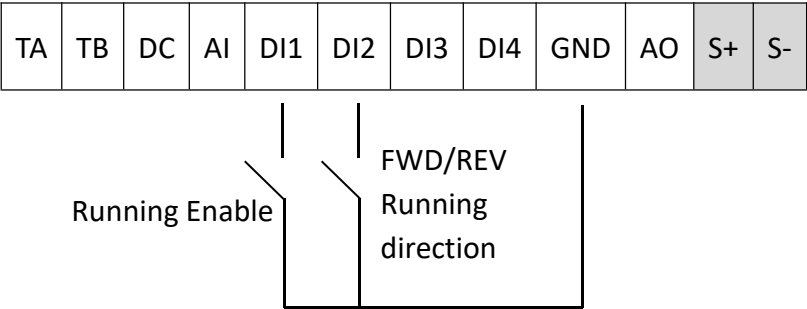 TA TB DC AI DI1 DI2 DI3 DI4 GND AO S+ S-
FWD/REV
Running Enable
Running
direction